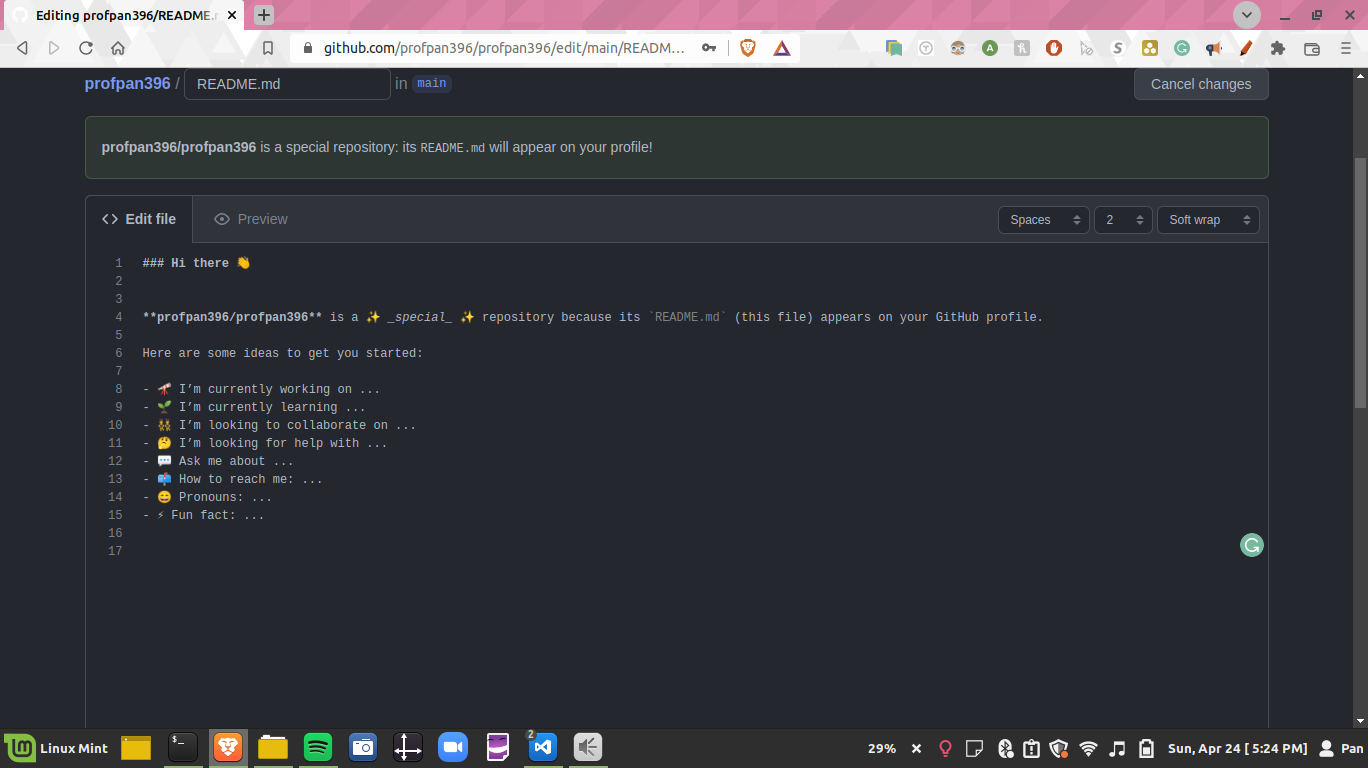 Editing profpan396/README.
github.com/profpan396/profpan396/edit/main/READM…
profpan396 / README.md in main
Cancel changes
profpan396/profpan396 is a special repository: its README.md will appear on your profile!
Edit file
Preview
Spaces
2
Soft wrap
1 ### Hi there 👋
2
3
4 **profpan396/profpan396** is a ✨ _special_ ✨ repository because its `README.md` (this file) appears on your GitHub profile.
5
6 Here are some ideas to get you started:
7
8 - 🔭 I’m currently working on ...
9 - 🌱 I’m currently learning ...
10 - 👯 I’m looking to collaborate on ...
11 - 🤔 I’m looking for help with ...
12 - 💬 Ask me about ...
13 - 📫 How to reach me: ...
14 - 😄 Pronouns: ...
15 - ⚡ Fun fact: ...
16
17
Linux Mint
2
29%
Sun, Apr 24 [ 5:24 PM]
Pan